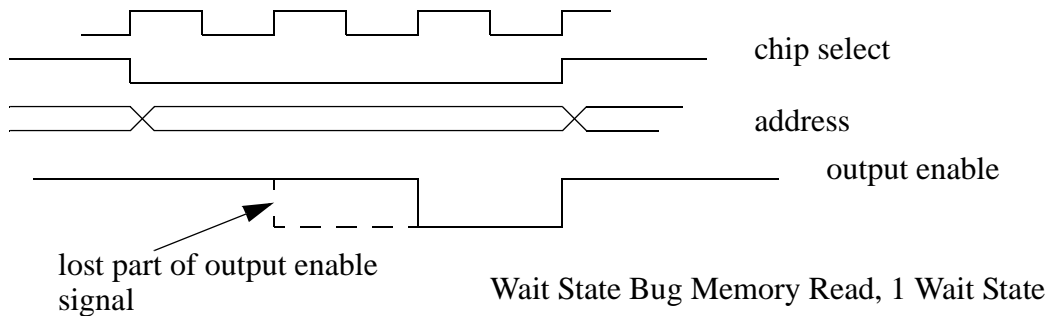 chip select
address
output enable
lost part of output enable
signal
Wait State Bug Memory Read, 1 Wait State